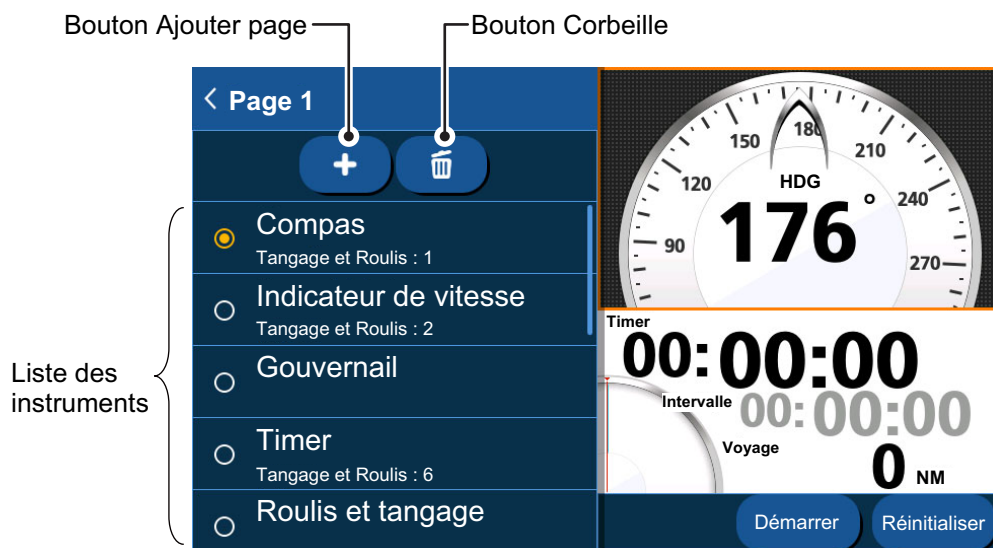 Bouton Ajouter page
Bouton Corbeille
Page 1
Compas
Tangage et Roulis : 1
Indicateur de vitesse
Tangage et Roulis : 2
Gouvernail
Timer
Tangage et Roulis : 6
Roulis et tangage
Liste des
instruments
90
120
150
180
210
240
270
HDG
176°
Timer
00:00:00
Intervalle
00:00:00
Voyage
0 NM
Démarrer
Réinitialiser